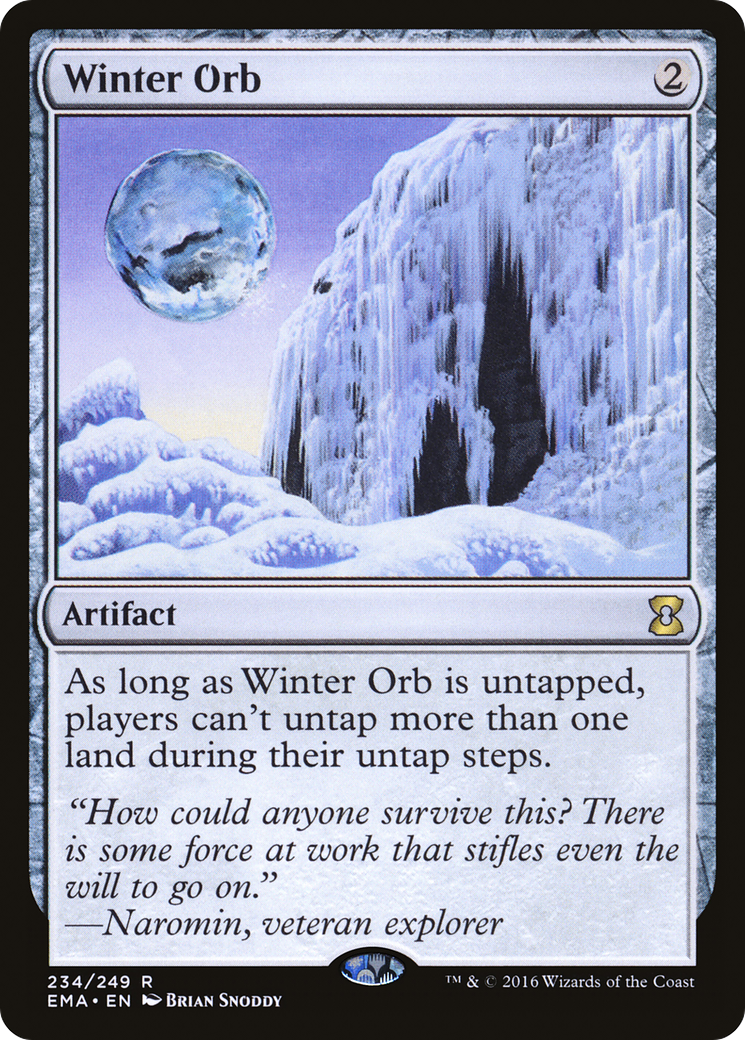 Winter Orb 2
Artifact
As long as Winter Orb is untapped,
players can't untap more than one
land during their untap steps.
“How could anyone survive this? There
is some force at work that stifles even the
will to go on.”
—Naromin, veteran explorer
234/249 R
™ & © 2016 Wizards of the Coast
EMA • EN Brian Snoddy